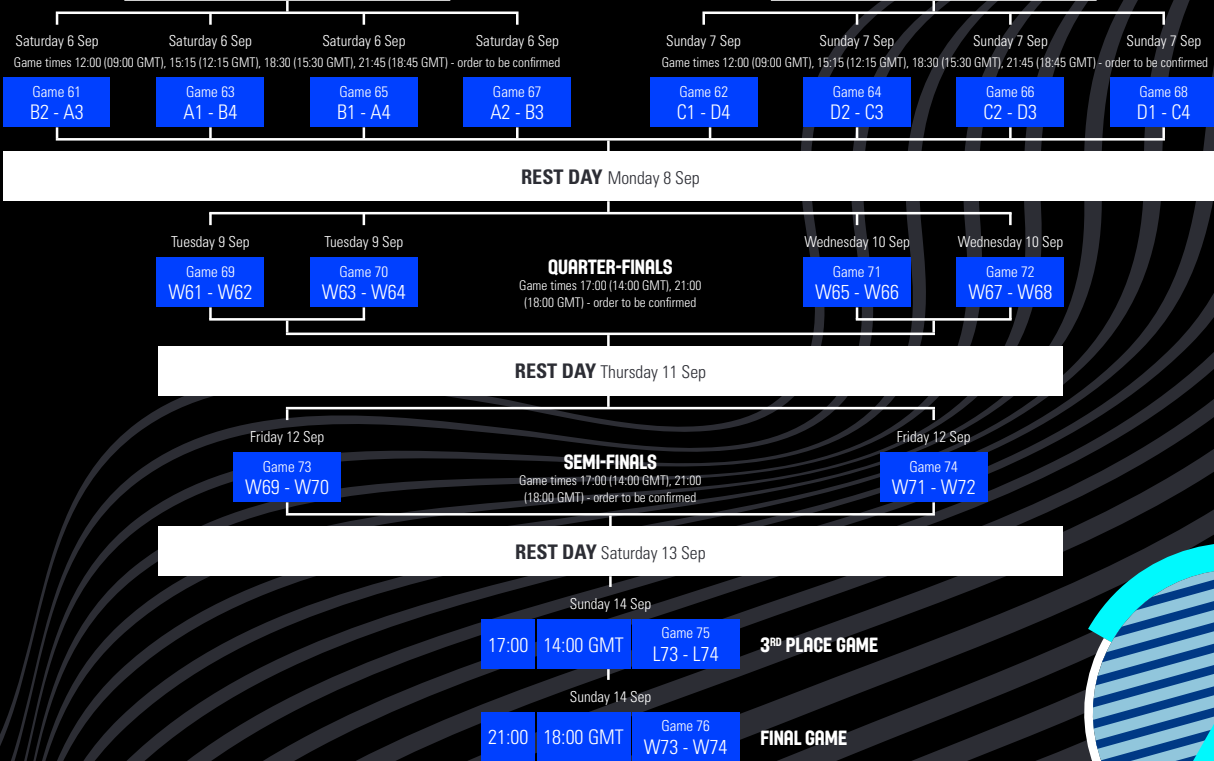 Saturday 6 Sep
Saturday 6 Sep
Saturday 6 Sep
Saturday 6 Sep
Game times 12:00 (09:00 GMT), 15:15 (12:15 GMT), 18:30 (15:30 GMT), 21:45 (18:45 GMT) - order to be confirmed
Game 61
B2 - A3
Game 63
A1 - B4
Game 65
B1 - A4
Game 67
A2 - B3
Sunday 7 Sep
Sunday 7 Sep
Sunday 7 Sep
Sunday 7 Sep
Game times 12:00 (09:00 GMT), 15:15 (12:15 GMT), 18:30 (15:30 GMT), 21:45 (18:45 GMT) - order to be confirmed
Game 62
C1 - D4
Game 64
D2 - C3
Game 66
C2 - D3
Game 68
D1 - C4
REST DAY Monday 8 Sep
Tuesday 9 Sep
Game 69
W61 - W62
Tuesday 9 Sep
Game 70
W63 - W64
QUARTER-FINALS
Game times 17:00 (14:00 GMT), 21:00
(18:00 GMT) - order to be confirmed
Wednesday 10 Sep
Game 71
W65 - W66
Wednesday 10 Sep
Game 72
W67 - W68
REST DAY Thursday 11 Sep
Friday 12 Sep
Game 73
W69 - W70
SEMI-FINALS
Game times 17:00 (14:00 GMT), 21:00
(18:00 GMT) - order to be confirmed
Friday 12 Sep
Game 74
W71 - W72
REST DAY Saturday 13 Sep
Sunday 14 Sep
17:00
14:00 GMT
Game 75
L73 - L74
3RD PLACE GAME
Sunday 14 Sep
21:00
18:00 GMT
Game 76
W73 - W74
FINAL GAME